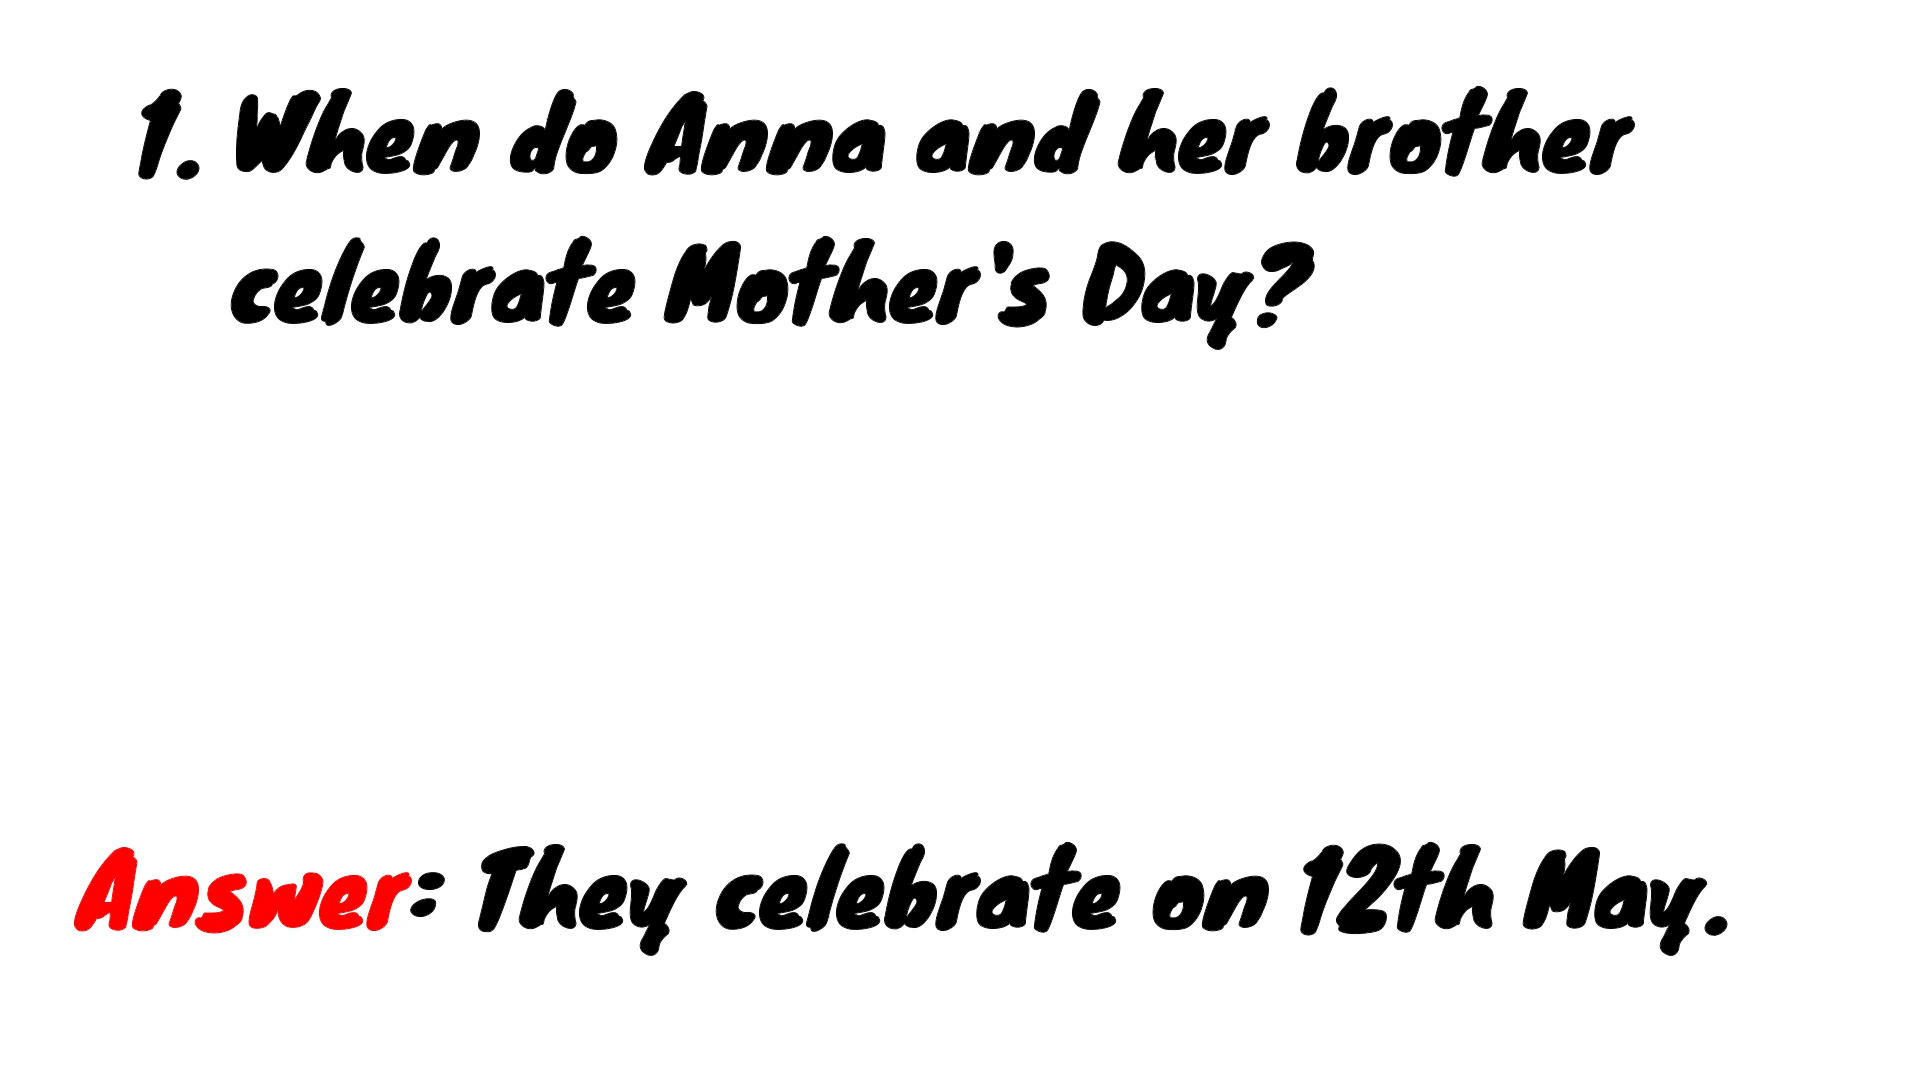 1. When do Anna and her brother
celebrate Mother's Day?
Answer: They celebrate on 12th May.